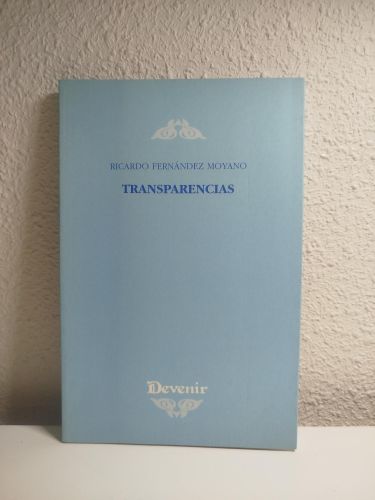 RICARDO FERNÁNDEZ MOYANO
TRANSPARENCIAS
Devenir